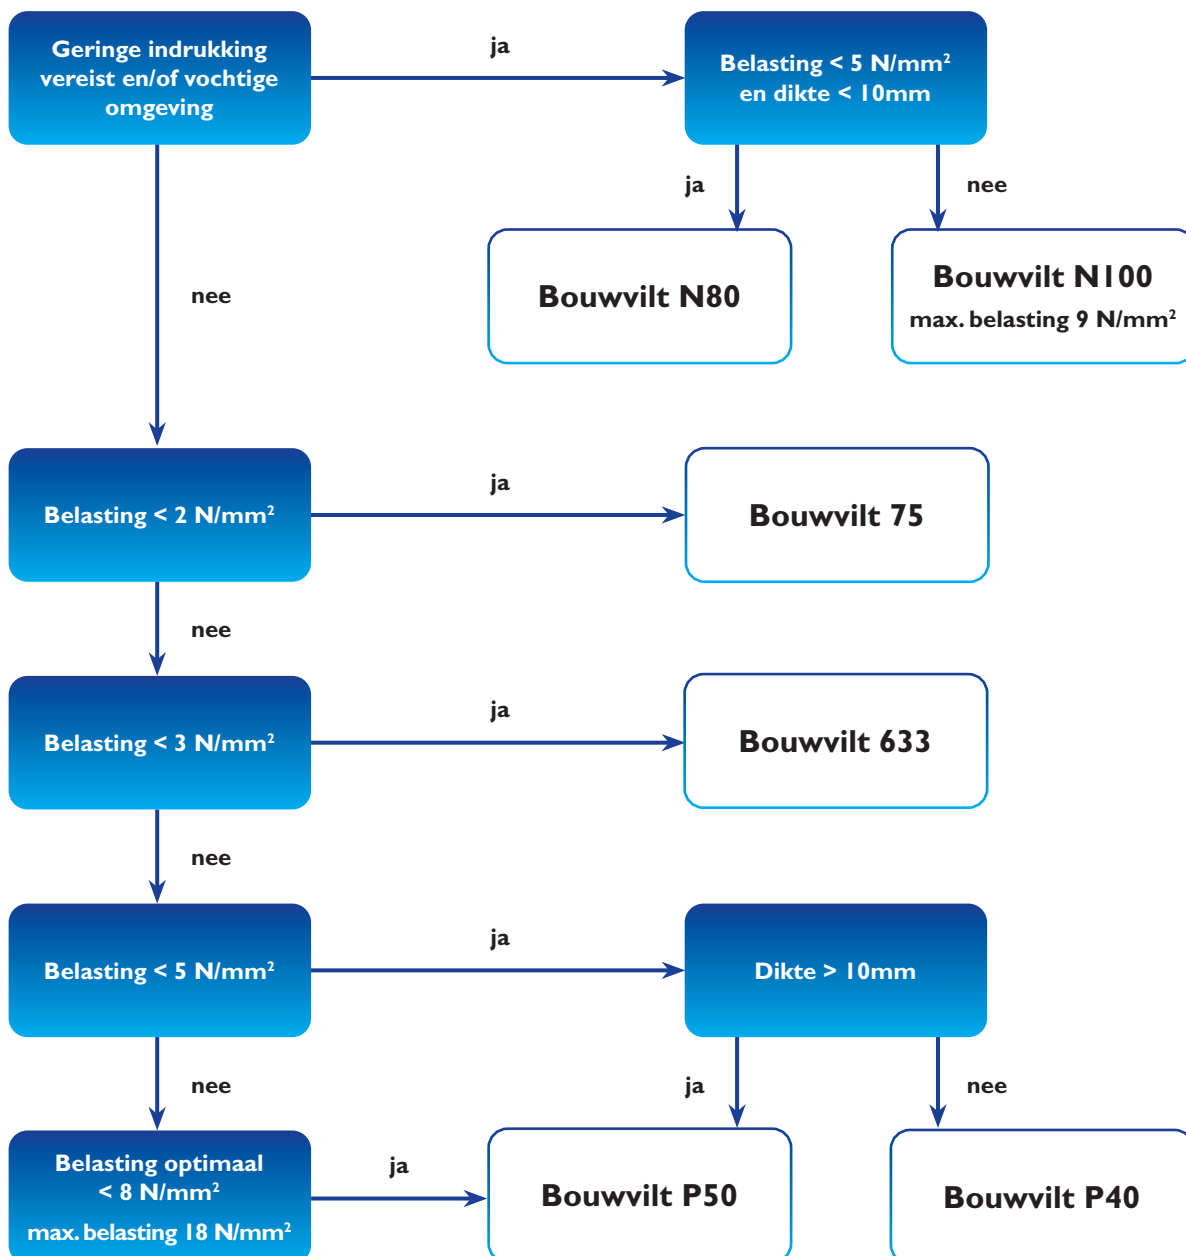 Geringe indrukking
vereist en/of vochtige
omgeving
ja
Belasting < 5 N/mm²
en dikte < 10mm
ja
nee
nee
Bouwvilt N80
Bouwvilt N100
max. belasting 9 N/mm²
Belasting < 2 N/mm²
ja
Bouwvilt 75
nee
Belasting < 3 N/mm²
ja
Bouwvilt 633
nee
Belasting < 5 N/mm²
ja
Dikte > 10mm
nee
ja
nee
Belasting optimaal
< 8 N/mm²
max. belasting 18 N/mm²
ja
Bouwvilt P50
Bouwvilt P40